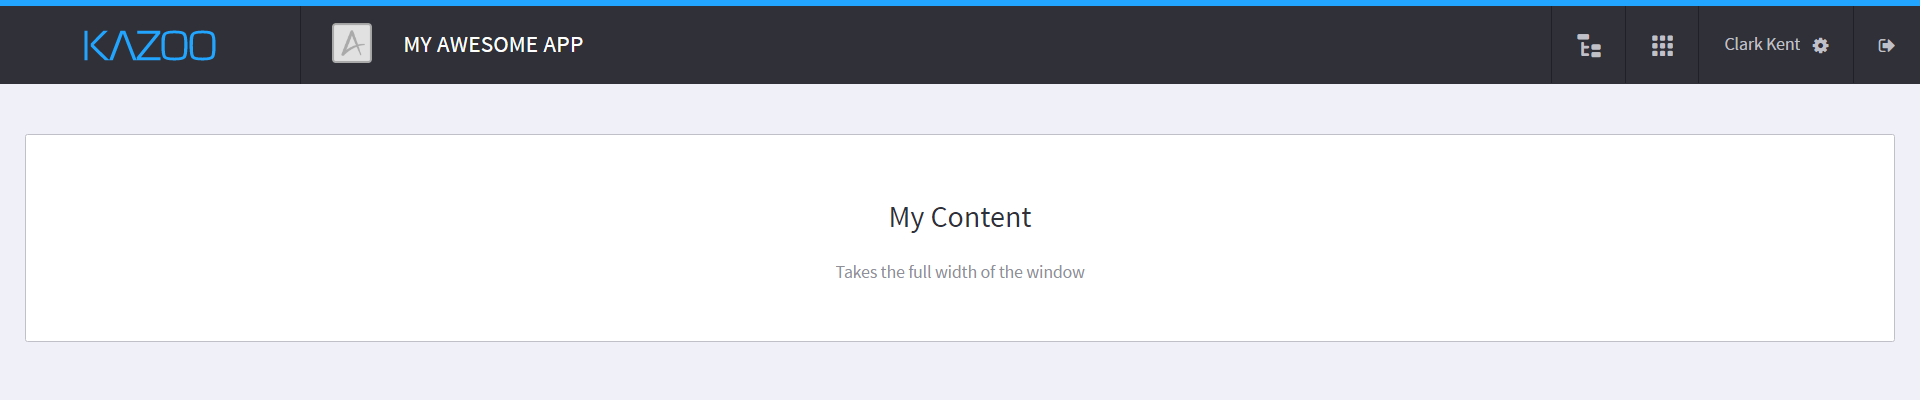 KAZOO
MY AWESOME APP
Clark Kent
My Content
Takes the full width of the window